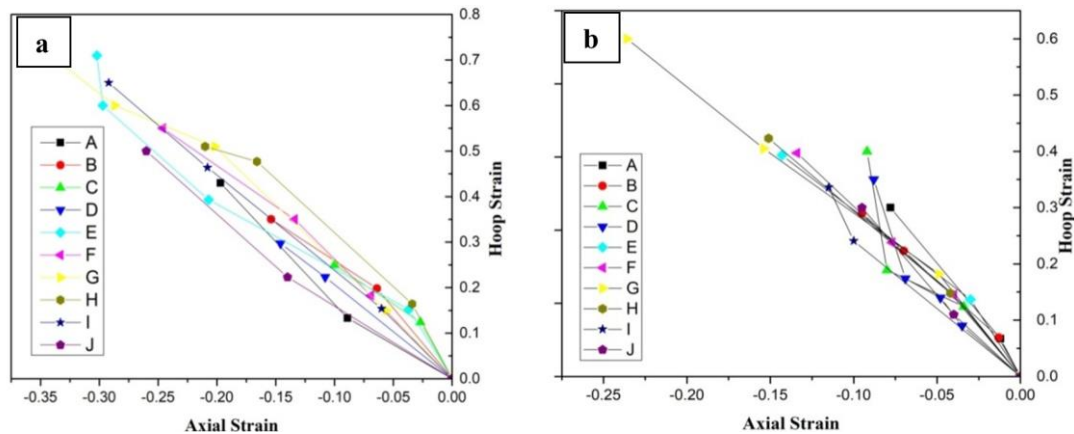 a
0.8
0.7
0.6
0.5
0.4
0.3
0.2
0.1
0.0
Hoop Strain
A
B
C
D
E
F
G
H
I
J
-0.35 -0.30 -0.25 -0.20 -0.15 -0.10 -0.05 0.00
Axial Strain
b
0.6
0.5
0.4
0.3
0.2
0.1
0.0
Hoop Strain
A
B
C
D
E
F
G
H
I
J
-0.25 -0.20 -0.15 -0.10 -0.05 0.00
Axial Strain